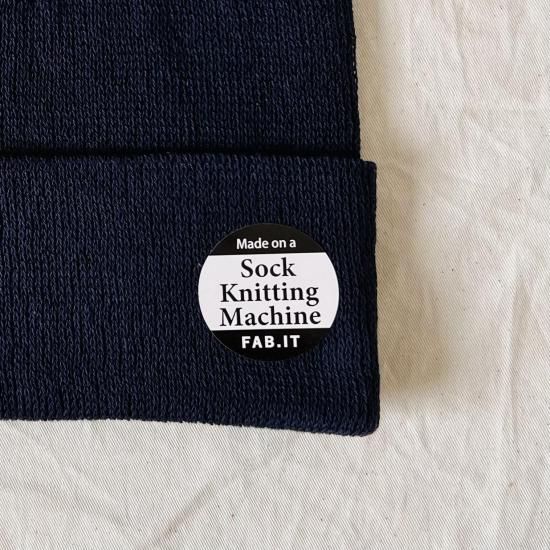 Made on a
Sock
Knitting
Machine
FAB.IT